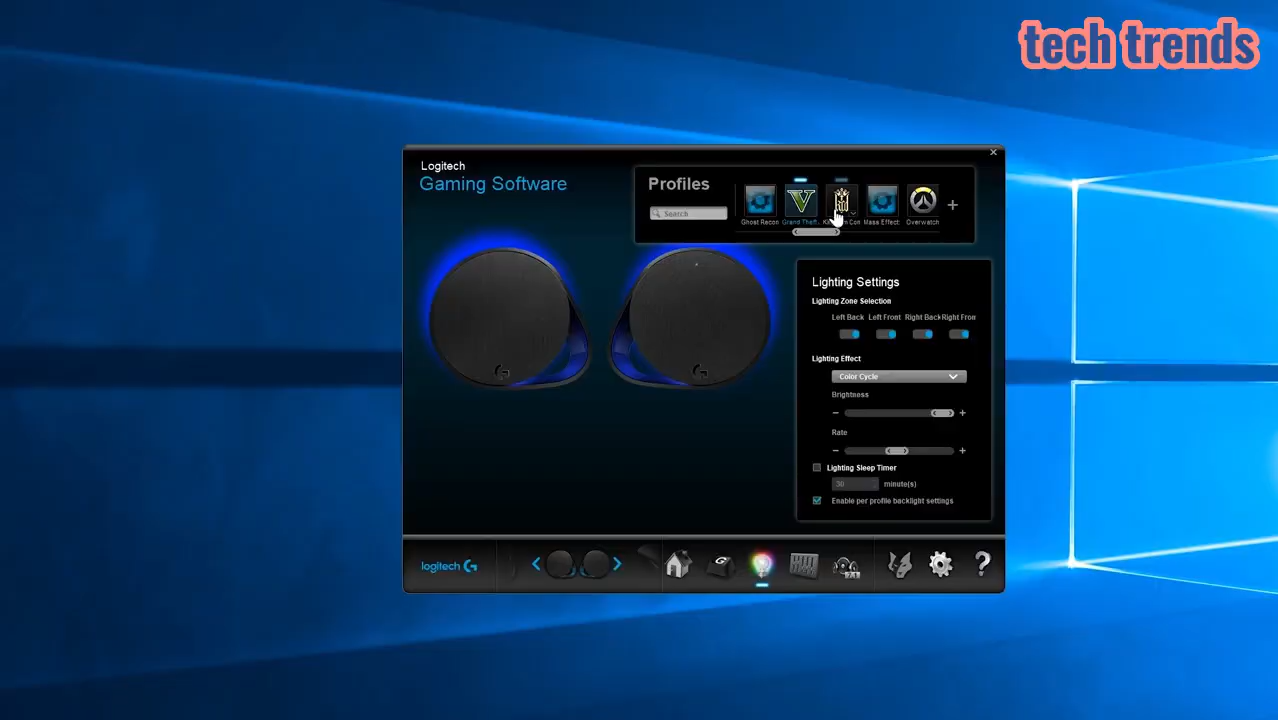 tech trends
Logitech
Gaming Software
Profiles
Search
Ghost Recon
Grand Theft
Mass Effect
Overwatch
Lighting Settings
Lighting Zone Selection
Left Back Left Front Right Back Right Fron
Lighting Effect
Color Cycle
Brightness
Rate
Lighting Sleep Timer
30 minute(s)
Enable per profile backlight settings
logitech G